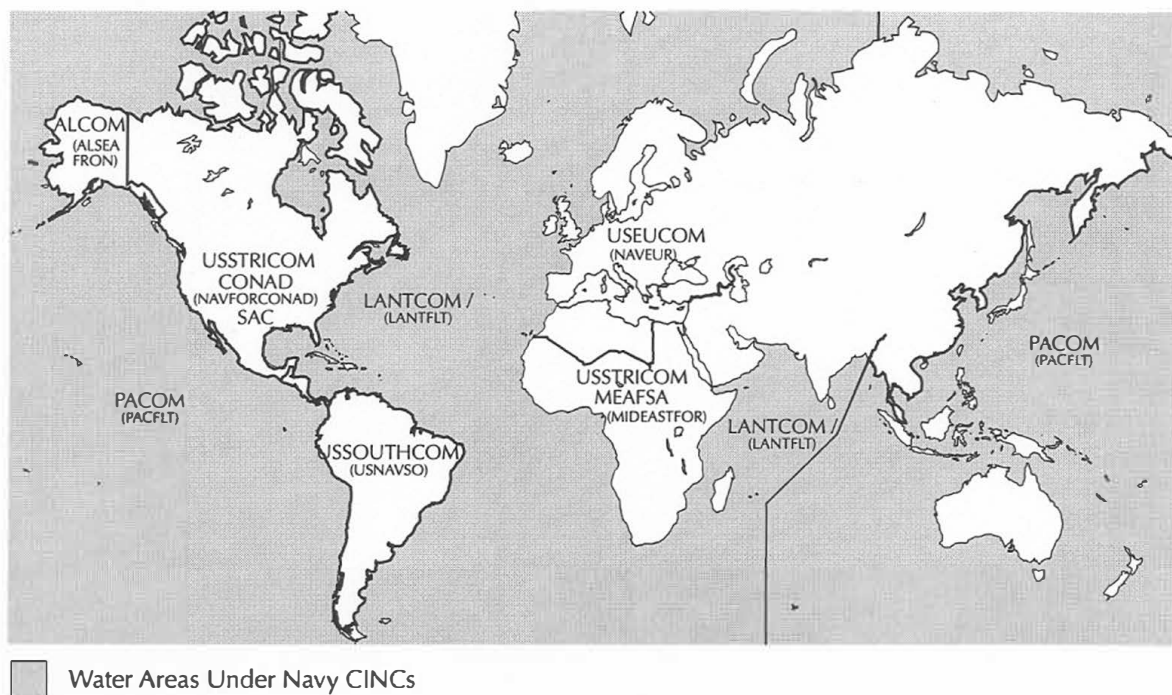 ALCOM
(ALSEA
FRON)
USSTRICOM
CONAD
(NAVFORCONAD)
SAC
LANTCOM /
(LANTFLT)
PACOM
(PACFLT)
USSOUTHCOM
(USNAVSO)
USEUCOM
(NAVEUR)
USSTRICOM
MEAFSA
(MIDEASTFOR)
LANTCOM /
(LANTFLT)
PACOM
(PACFLT)
Water Areas Under Navy CINCs